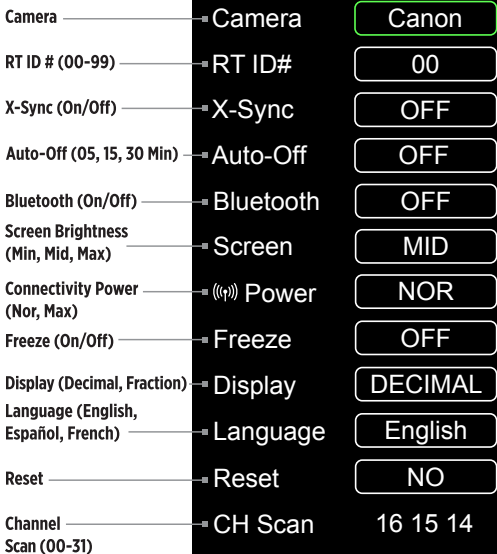 Camera Camera Canon
RT ID # (00-99) RT ID# 00
X-Sync (On/Off) X-Sync OFF
Auto-Off (05, 15, 30 Min) Auto-Off OFF
Bluetooth (On/Off) Bluetooth OFF
Screen Brightness
(Min, Mid, Max) Screen MID
Connectivity Power
(Nor, Max) Power NOR
Freeze (On/Off) Freeze OFF
Display (Decimal, Fraction) Display DECIMAL
Language (English,
Español, French) Language English
Reset Reset NO
Channel
Scan (00-31) CH Scan 16 15 14